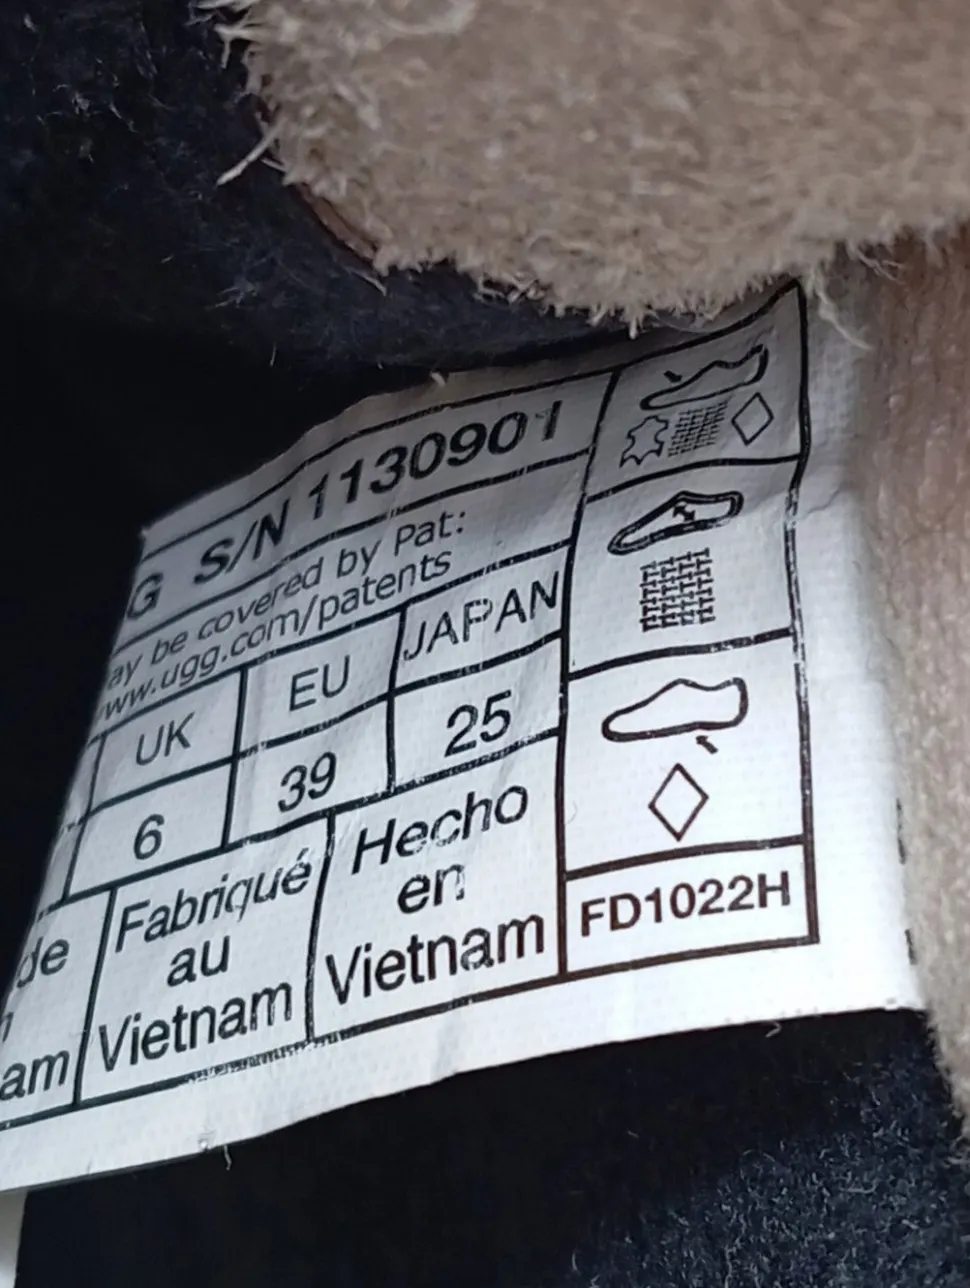 G S/N 1130901
ay be covered by Pat:
ww.ugg.com/patents
UK EU JAPAN
6 39 25
de
am
Fabriqué
au
Vietnam
Hecho
en
Vietnam
FD1022H